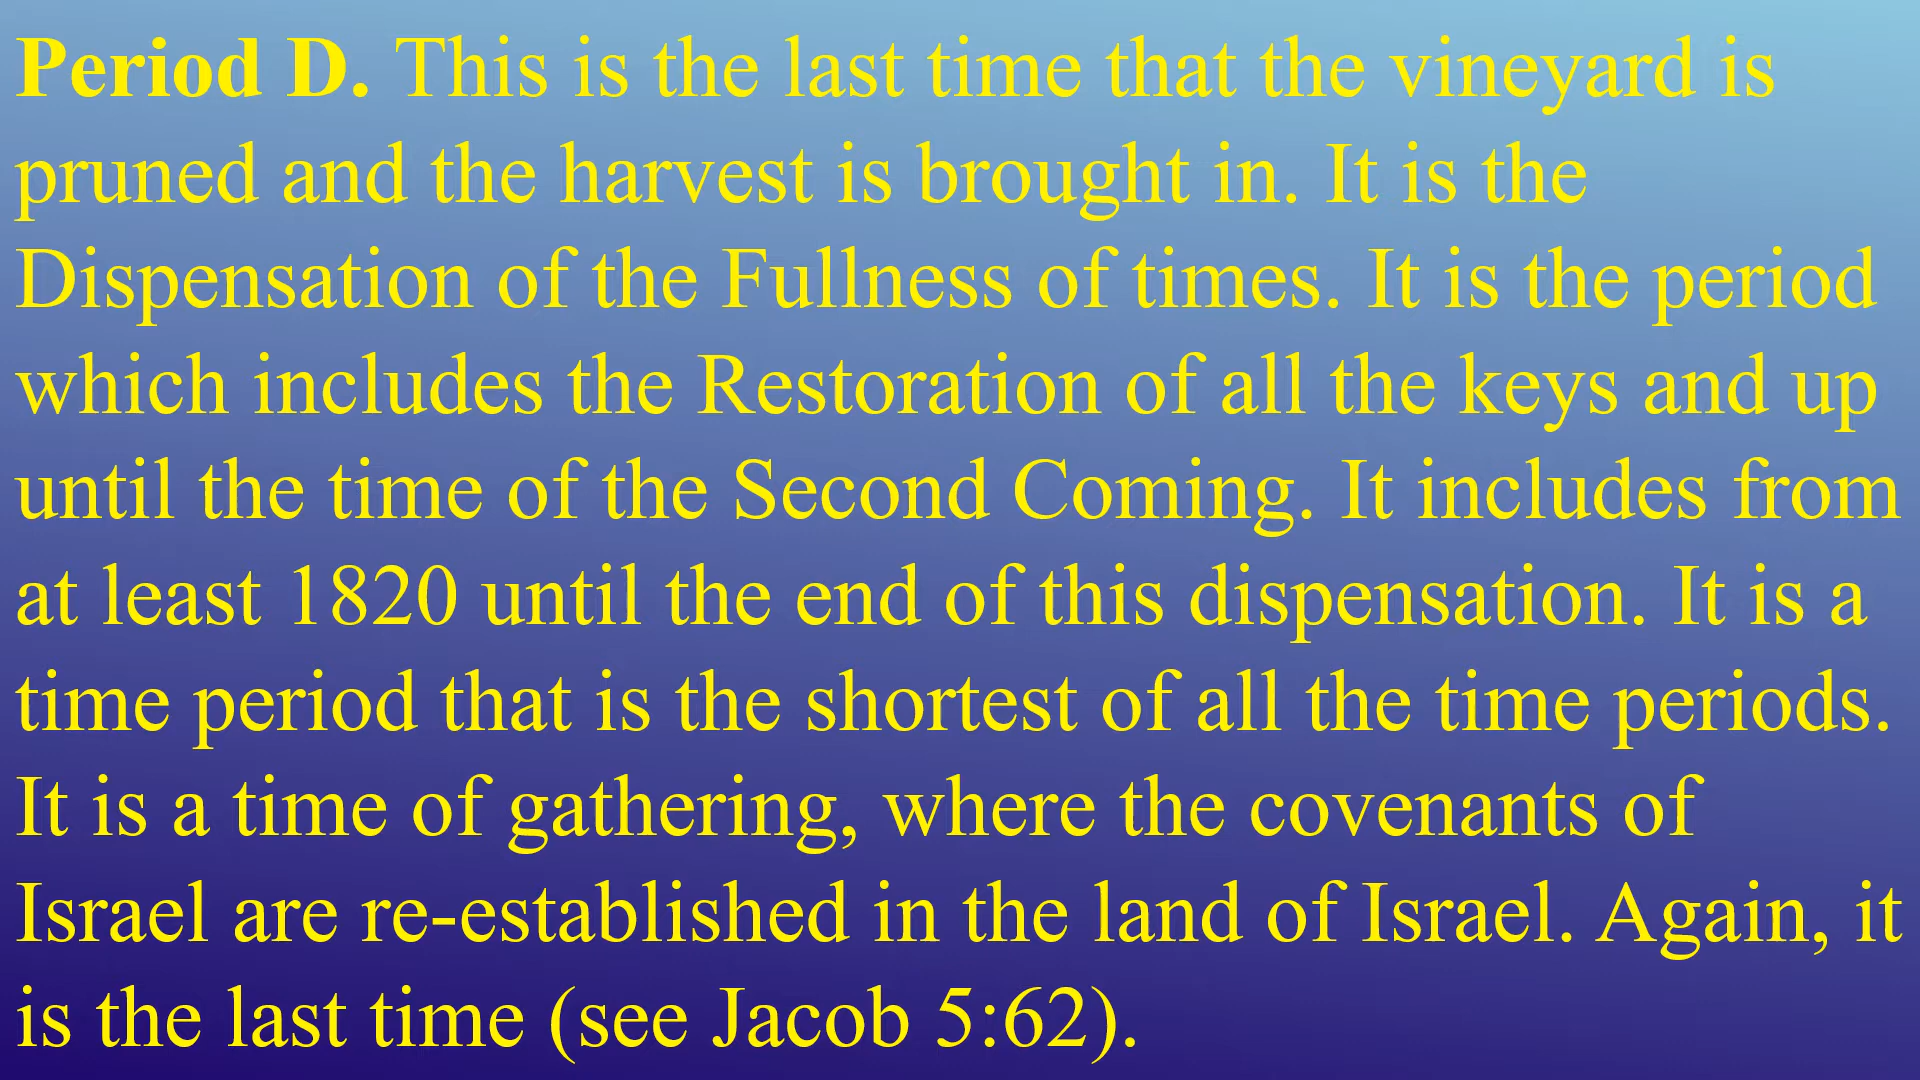 Period D. This is the last time that the vineyard is
pruned and the harvest is brought in. It is the
Dispensation of the Fullness of times. It is the period
which includes the Restoration of all the keys and up
until the time of the Second Coming. It includes from
at least 1820 until the end of this dispensation. It is a
time period that is the shortest of all the time periods.
It is a time of gathering, where the covenants of
Israel are re-established in the land of Israel. Again, it
is the last time (see Jacob 5:62).